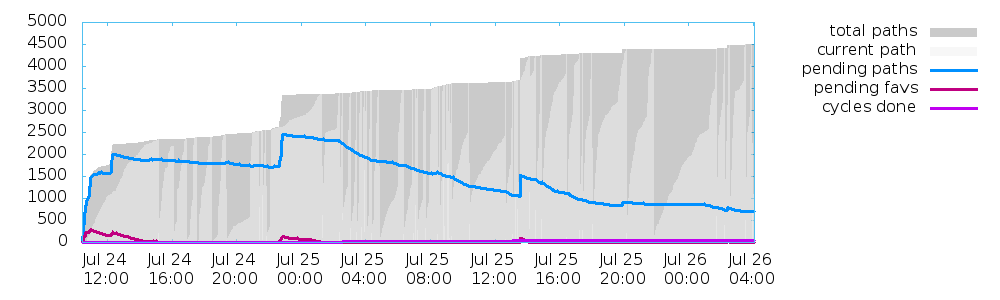 5000
4500
4000
3500
3000
2500
2000
1500
1000
500
0
Jul 24 Jul 24 Jul 24 Jul 25 Jul 25 Jul 25 Jul 25 Jul 25 Jul 25 Jul 26 Jul 26
12:00 16:00 20:00 00:00 04:00 08:00 12:00 16:00 20:00 00:00 04:00
total paths
current path
pending paths
pending favs
cycles done